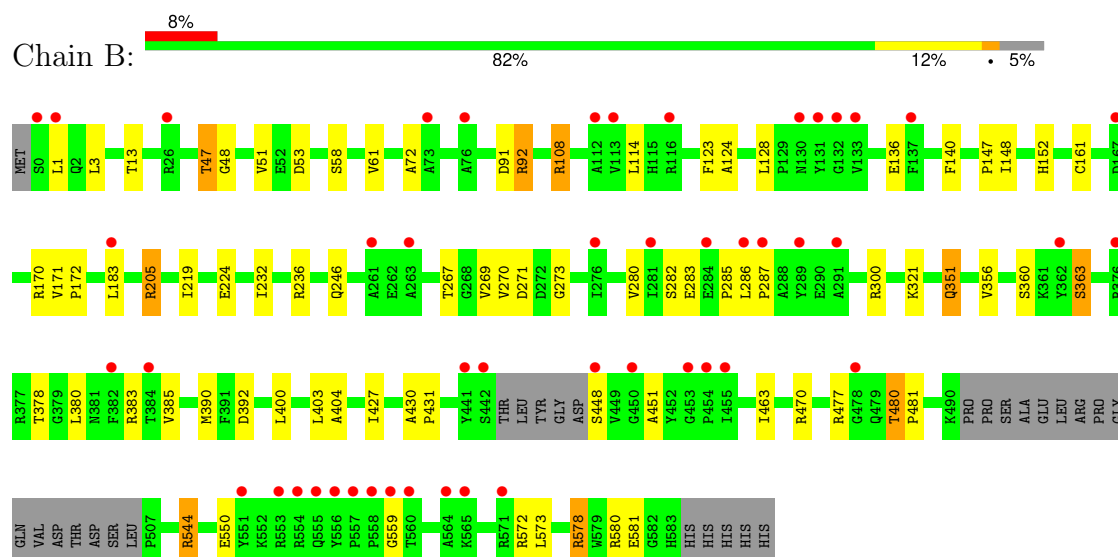 8%
Chain B:
82% 12% • 5%
MET S0 L1 Q2 L3 T13 R26 T47 G48 V51 E52 D53 S58 V61 A72 A73 A76 D91 R92 R108 A112 V113 L114 H115 R116 F123 A124 L128 P129 N130 Y131 G132 V133 E136 F137 F140 P147 I148 H152 C161 D167
R170 V171 P172 L183 R205 I219 E224 I232 R236 Q246 A261 E262 A263 T267 G268 V269 V270 D271 D272 G273 I276 V280 I281 S282 E283 E284 P285 L286 P287 A288 Y289 E290 A291 R300 K321 Q351 V356 S360 K361 Y362 S363
R377 T378 G379 L380 N381 F382 R383 T384 V385 M390 F391 D392 L400 L403 A404 I427 A430 P431 Y441 S442 THR LEU TYR GLY ASP S448 V449 G450 A451 Y452 G453 P454 I455 I463 R470 R477 G478 Q479 T480 P481 K490 PRO PRO SER ALA GLU LEU ARG PRO GLY
GLN VAL ASP THR ASP SER LEU P507 R544 E550 Y551 K552 R553 R554 Q555 Y556 P557 P558 G559 T560 A564 K565 R571 R572 L573 R578 W579 R580 E581 G582 H583 HIS HIS HIS HIS HIS